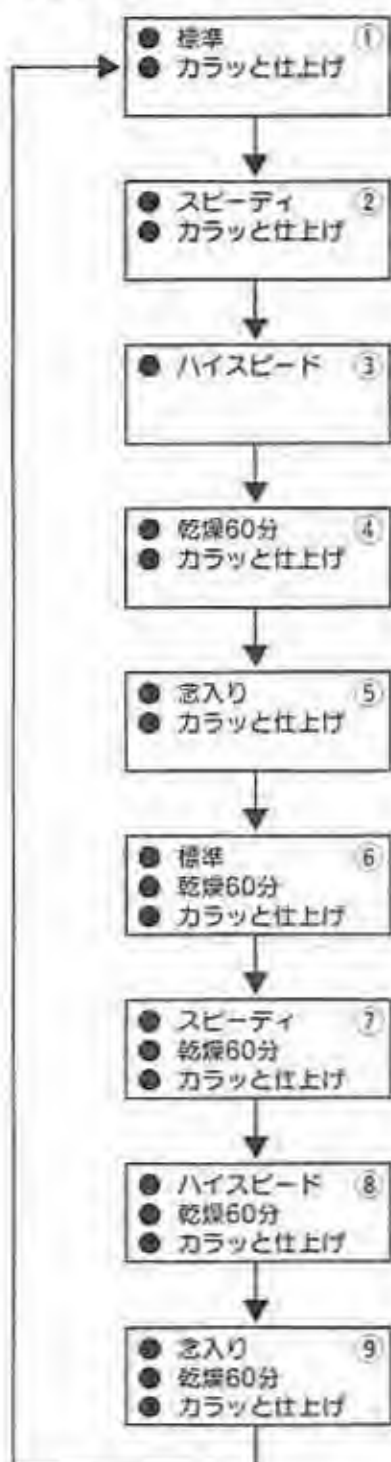 ● 標準 ①
● カラッと仕上げ
● スピーディ ②
● カラッと仕上げ
● ハイスピード ③
● 乾燥60分 ④
● カラッと仕上げ
● 念入り ⑤
● カラッと仕上げ
● 標準 ⑥
● 乾燥60分
● カラッと仕上げ
● スピーディ ⑦
● 乾燥60分
● カラッと仕上げ
● ハイスピード ⑧
● 乾燥60分
● カラッと仕上げ
● 念入り ⑨
● 乾燥60分
● カラッと仕上げ